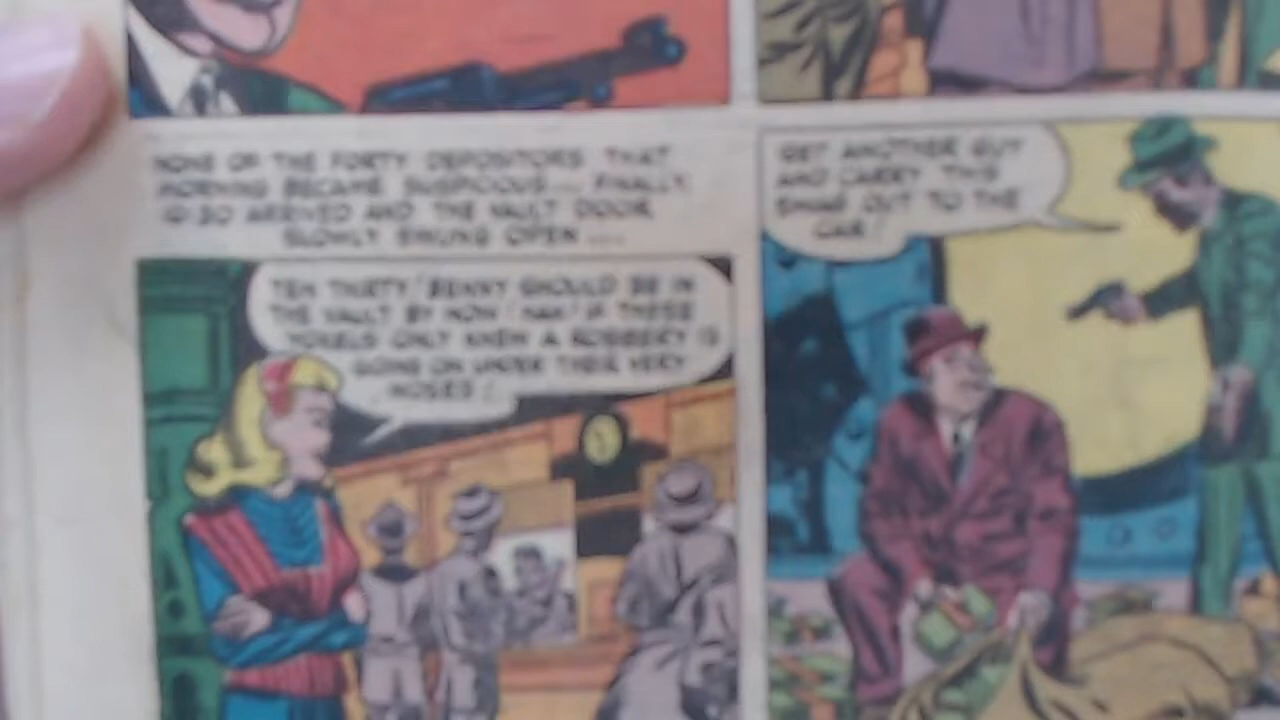 NONE OF THE FORTY DEPOSITORS THAT
MORNING BECAME SUSPICIOUS.... FINALLY
10:30 ARRIVED AND THE VAULT DOOR
SLOWLY SWUNG OPEN....
TEN THIRTY! BENNY SHOULD BE IN
THE VAULT BY NOW! HAH! IF THESE
YOKELS ONLY KNEW A ROBBERY IS
GOING ON UNDER THEIR VERY
NOSES!
GET ANOTHER GUY
AND CARRY THIS
SWAG OUT TO THE
CAR!